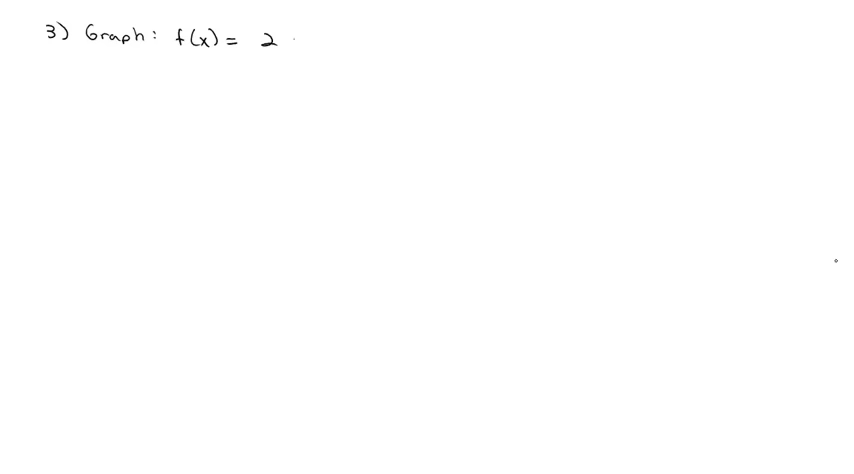 3) Graph: f(x) = 2